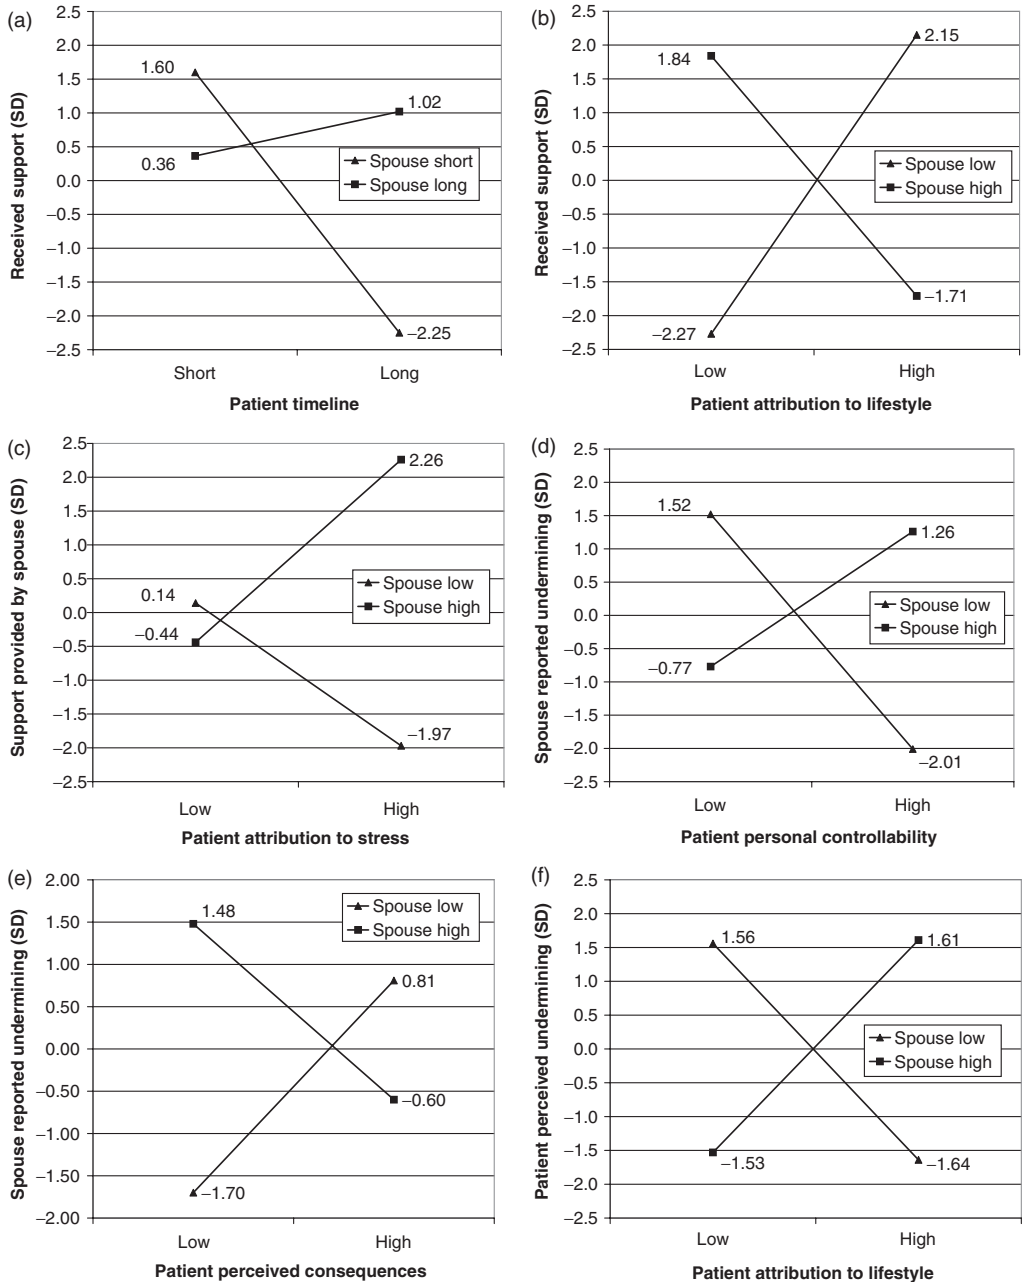 (a)
2.5
2.0
1.5
1.0
0.5
0.0
−0.5
−1.0
−1.5
−2.0
−2.5
Received support (SD)
1.60
0.36
1.02
−2.25
Spouse short
Spouse long
Short
Long
Patient timeline
(b)
2.5
2.0
1.5
1.0
0.5
0.0
−0.5
−1.0
−1.5
−2.0
−2.5
Received support (SD)
1.84
2.15
−2.27
−1.71
Spouse low
Spouse high
Low
High
Patient attribution to lifestyle
(c)
2.5
2.0
1.5
1.0
0.5
0.0
−0.5
−1.0
−1.5
−2.0
−2.5
Support provided by spouse (SD)
0.14
−0.44
2.26
−1.97
Spouse low
Spouse high
Low
High
Patient attribution to stress
(d)
2.5
2.0
1.5
1.0
0.5
0.0
−0.5
−1.0
−1.5
−2.0
−2.5
Spouse reported undermining (SD)
1.52
−0.77
1.26
−2.01
Spouse low
Spouse high
Low
High
Patient personal controllability
(e)
2.00
1.50
1.00
0.50
0.00
−0.50
−1.00
−1.50
−2.00
Spouse reported undermining (SD)
1.48
−1.70
0.81
−0.60
Spouse low
Spouse high
Low
High
Patient perceived consequences
(f)
2.5
2.0
1.5
1.0
0.5
0.0
−0.5
−1.0
−1.5
−2.0
−2.5
Patient perceived undermining (SD)
1.56
1.61
−1.53
−1.64
Spouse low
Spouse high
Low
High
Patient attribution to lifestyle